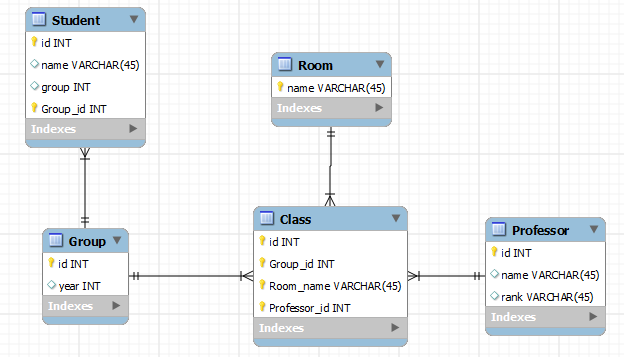 Student
id INT
name VARCHAR(45)
group INT
Group_id INT
Indexes
Room
name VARCHAR(45)
Indexes
Group
id INT
year INT
Indexes
Class
id INT
Group_id INT
Room_name VARCHAR(45)
Professor_id INT
Indexes
Professor
id INT
name VARCHAR(45)
rank VARCHAR(45)
Indexes